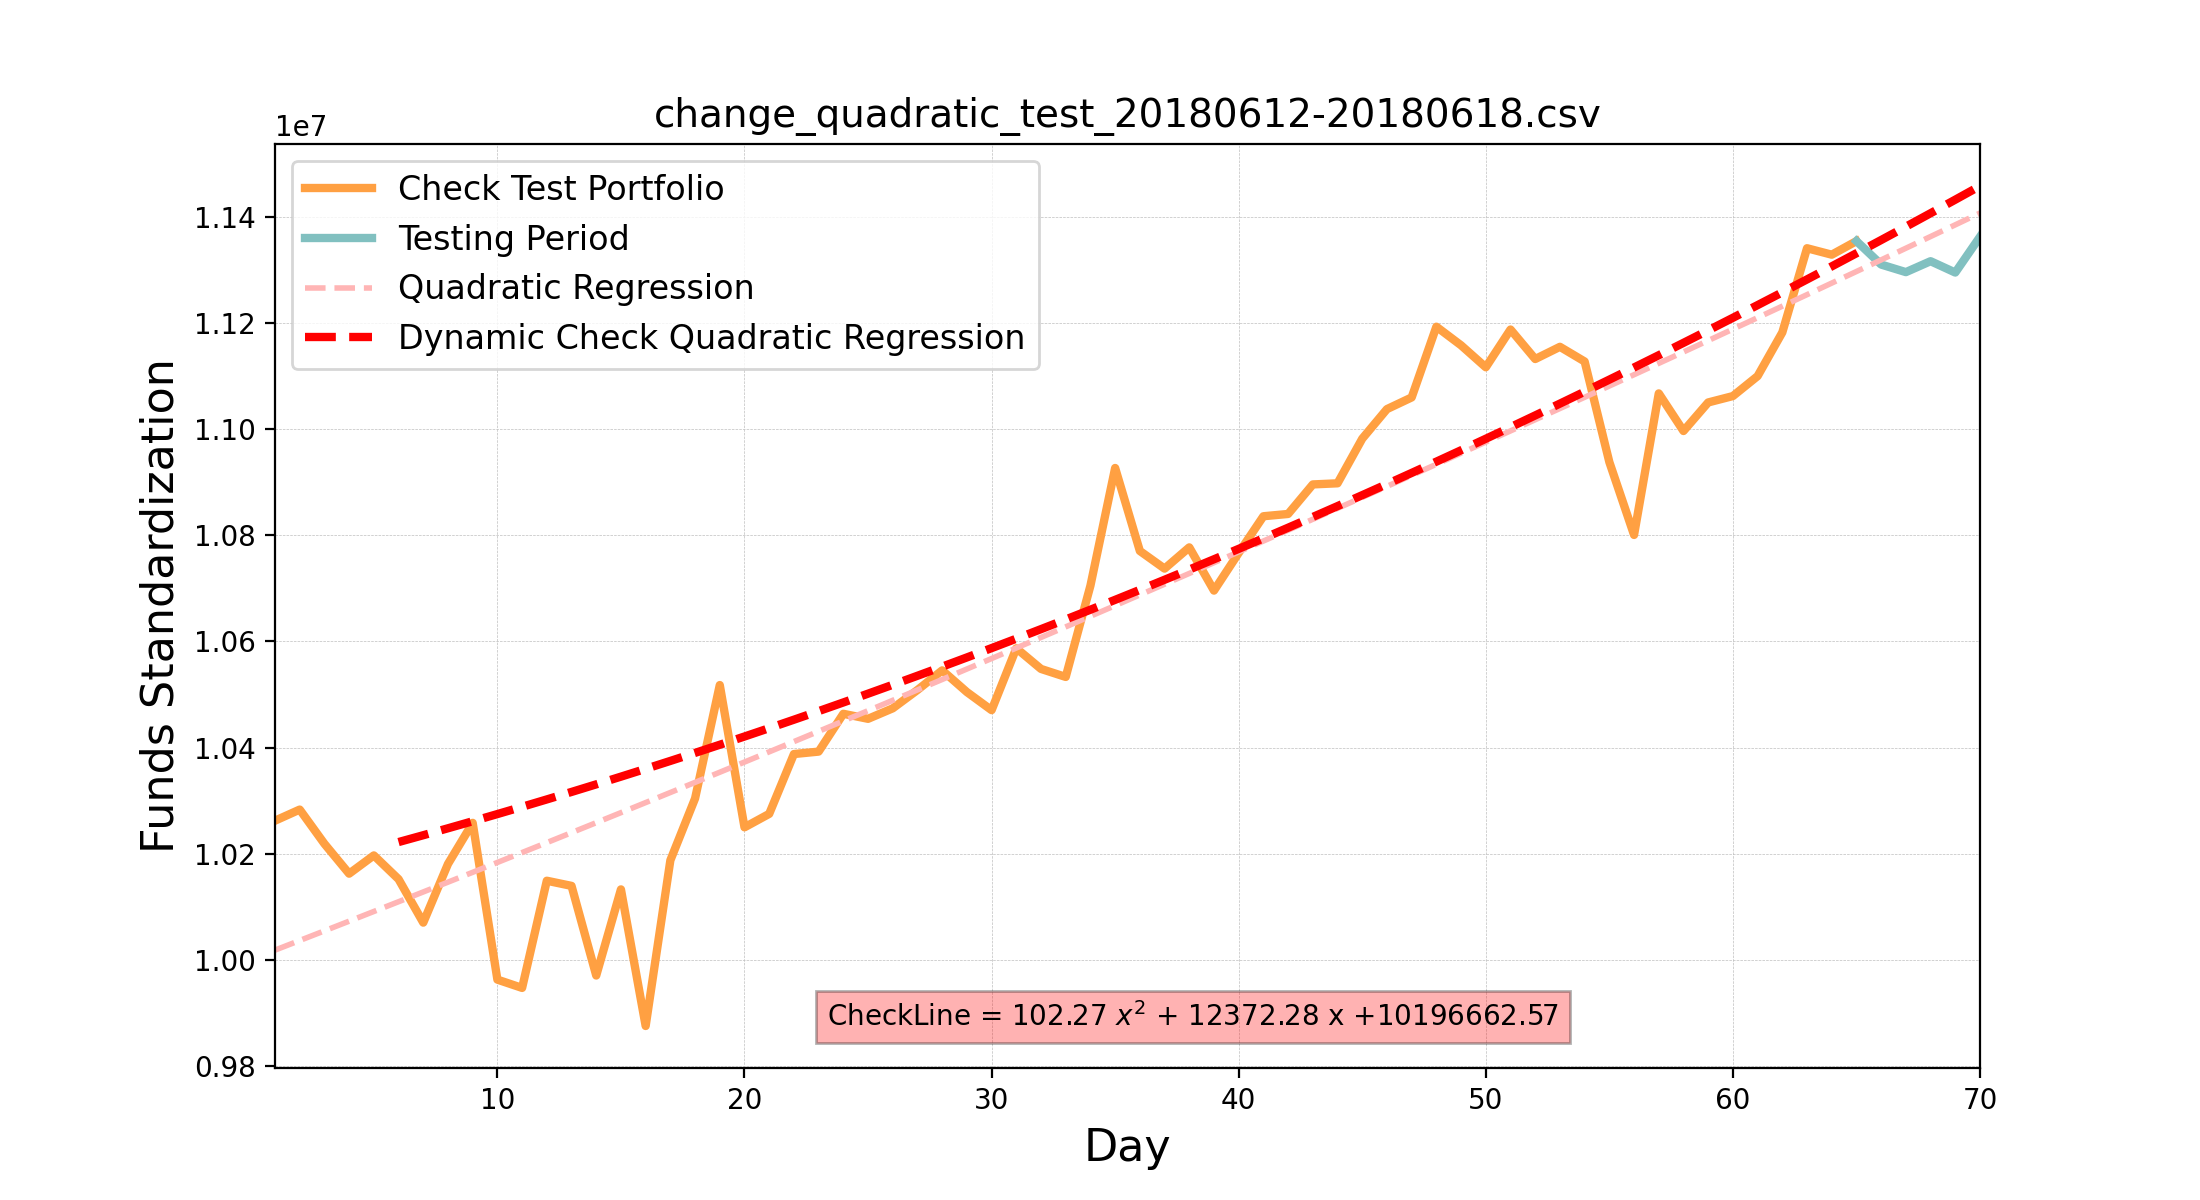 change_quadratic_test_20180612-20180618.csv
1e7
Check Test Portfolio
Testing Period
Quadratic Regression
Dynamic Check Quadratic Regression
1.14
1.12
1.10
1.08
1.06
1.04
1.02
1.00
0.98
Funds Standardization
CheckLine = 102.27 x² + 12372.28 x +10196662.57
10 20 30 40 50 60 70
Day